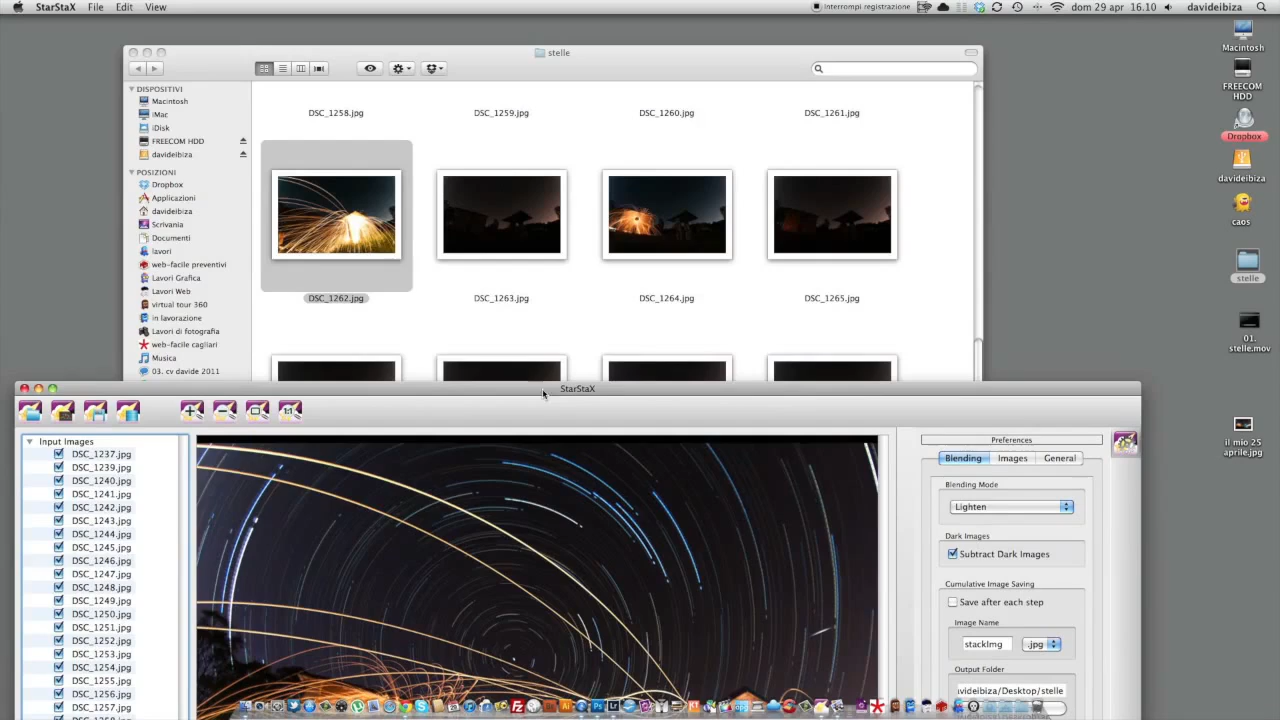 StarStaX File Edit View
Interrompi registrazione
dom 29 apr 16.10
davideibiza
stelle
DISPOSITIVI
Macintosh
iMac
iDisk
FREECOM HDD
davideibiza
POSIZIONI
Dropbox
Applicazioni
davideibiza
Scrivania
Documenti
lavori
web-facile preventivi
Lavori Grafica
Lavori Web
virtual tour 360
in lavorazione
Lavori di fotografia
web-facile cagliari
Musica
03. cv davide 2011
DSC_1258.jpg DSC_1259.jpg DSC_1260.jpg DSC_1261.jpg
DSC_1262.jpg DSC_1263.jpg DSC_1264.jpg DSC_1265.jpg
Macintosh
FREECOM
HDD
Dropbox
davideibiza
caos
stelle
01.
stelle.mov
il mio 25
aprile.jpg
StarStaX
Input Images
DSC_1237.jpg
DSC_1239.jpg
DSC_1240.jpg
DSC_1241.jpg
DSC_1242.jpg
DSC_1243.jpg
DSC_1244.jpg
DSC_1245.jpg
DSC_1246.jpg
DSC_1247.jpg
DSC_1248.jpg
DSC_1249.jpg
DSC_1250.jpg
DSC_1251.jpg
DSC_1252.jpg
DSC_1253.jpg
DSC_1254.jpg
DSC_1255.jpg
DSC_1256.jpg
DSC_1257.jpg
Preferences
Blending Images General
Blending Mode
Lighten
Dark Images
Subtract Dark Images
Cumulative Image Saving
Save after each step
Image Name
stackImg .jpg
Output Folder
videibiza/Desktop/stelle